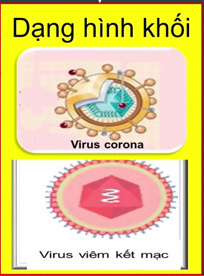 Dạng hình khối
Virus corona
Virus viêm kết mạc